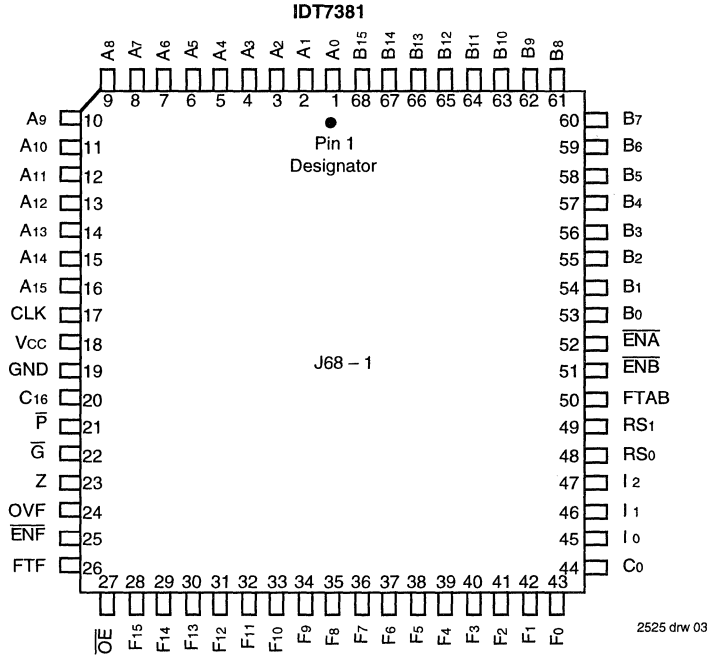 IDT7381
A8 A7 A6 A5 A4 A3 A2 A1 A0 B15 B14 B13 B12 B11 B10 B9 B8
9 8 7 6 5 4 3 2 1 68 67 66 65 64 63 62 61
Pin 1
Designator
A9 10 60 B7
A10 11 59 B6
A11 12 58 B5
A12 13 57 B4
A13 14 56 B3
A14 15 55 B2
A15 16 54 B1
CLK 17 53 B0
VCC 18 52 E̅N̅A̅
GND 19 J68 – 1 51 E̅N̅B̅
C16 20 50 FTAB
P̅ 21 49 RS1
G̅ 22 48 RS0
Z 23 47 I2
OVF 24 46 I1
E̅N̅F̅ 25 45 I0
FTF 26 44 C0
27 28 29 30 31 32 33 34 35 36 37 38 39 40 41 42 43
O̅E̅ F15 F14 F13 F12 F11 F10 F9 F8 F7 F6 F5 F4 F3 F2 F1 F0
2525 drw 03